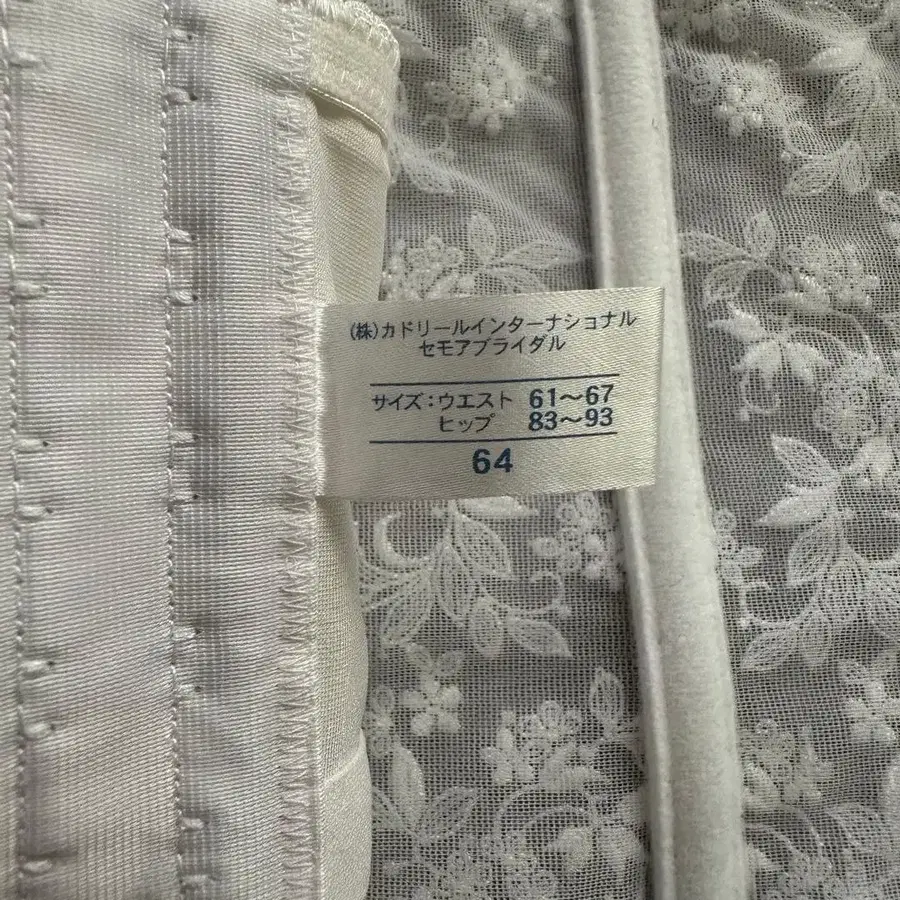 (株)カドリールインターナショナル
セモアブライダル
サイズ：ウエスト 61～67
ヒップ 83～93
64